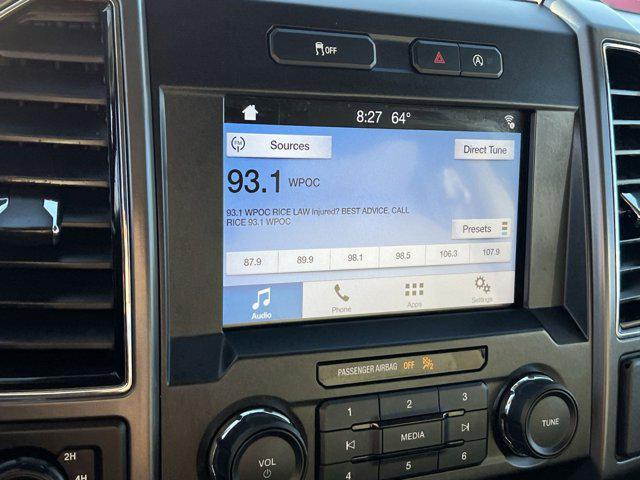 OFF
A
8:27 64°
FM
Sources
Direct Tune
93.1 WPOC
93.1 WPOC RICE LAW Injured? BEST ADVICE, CALL
RICE 93.1 WPOC
Presets
87.9 89.9 98.1 98.5 106.3 107.9
Audio Phone Apps Settings
PASSENGER AIRBAG OFF 2
1 2 3
MEDIA
4 5 6
VOL
TUNE
2H
4H